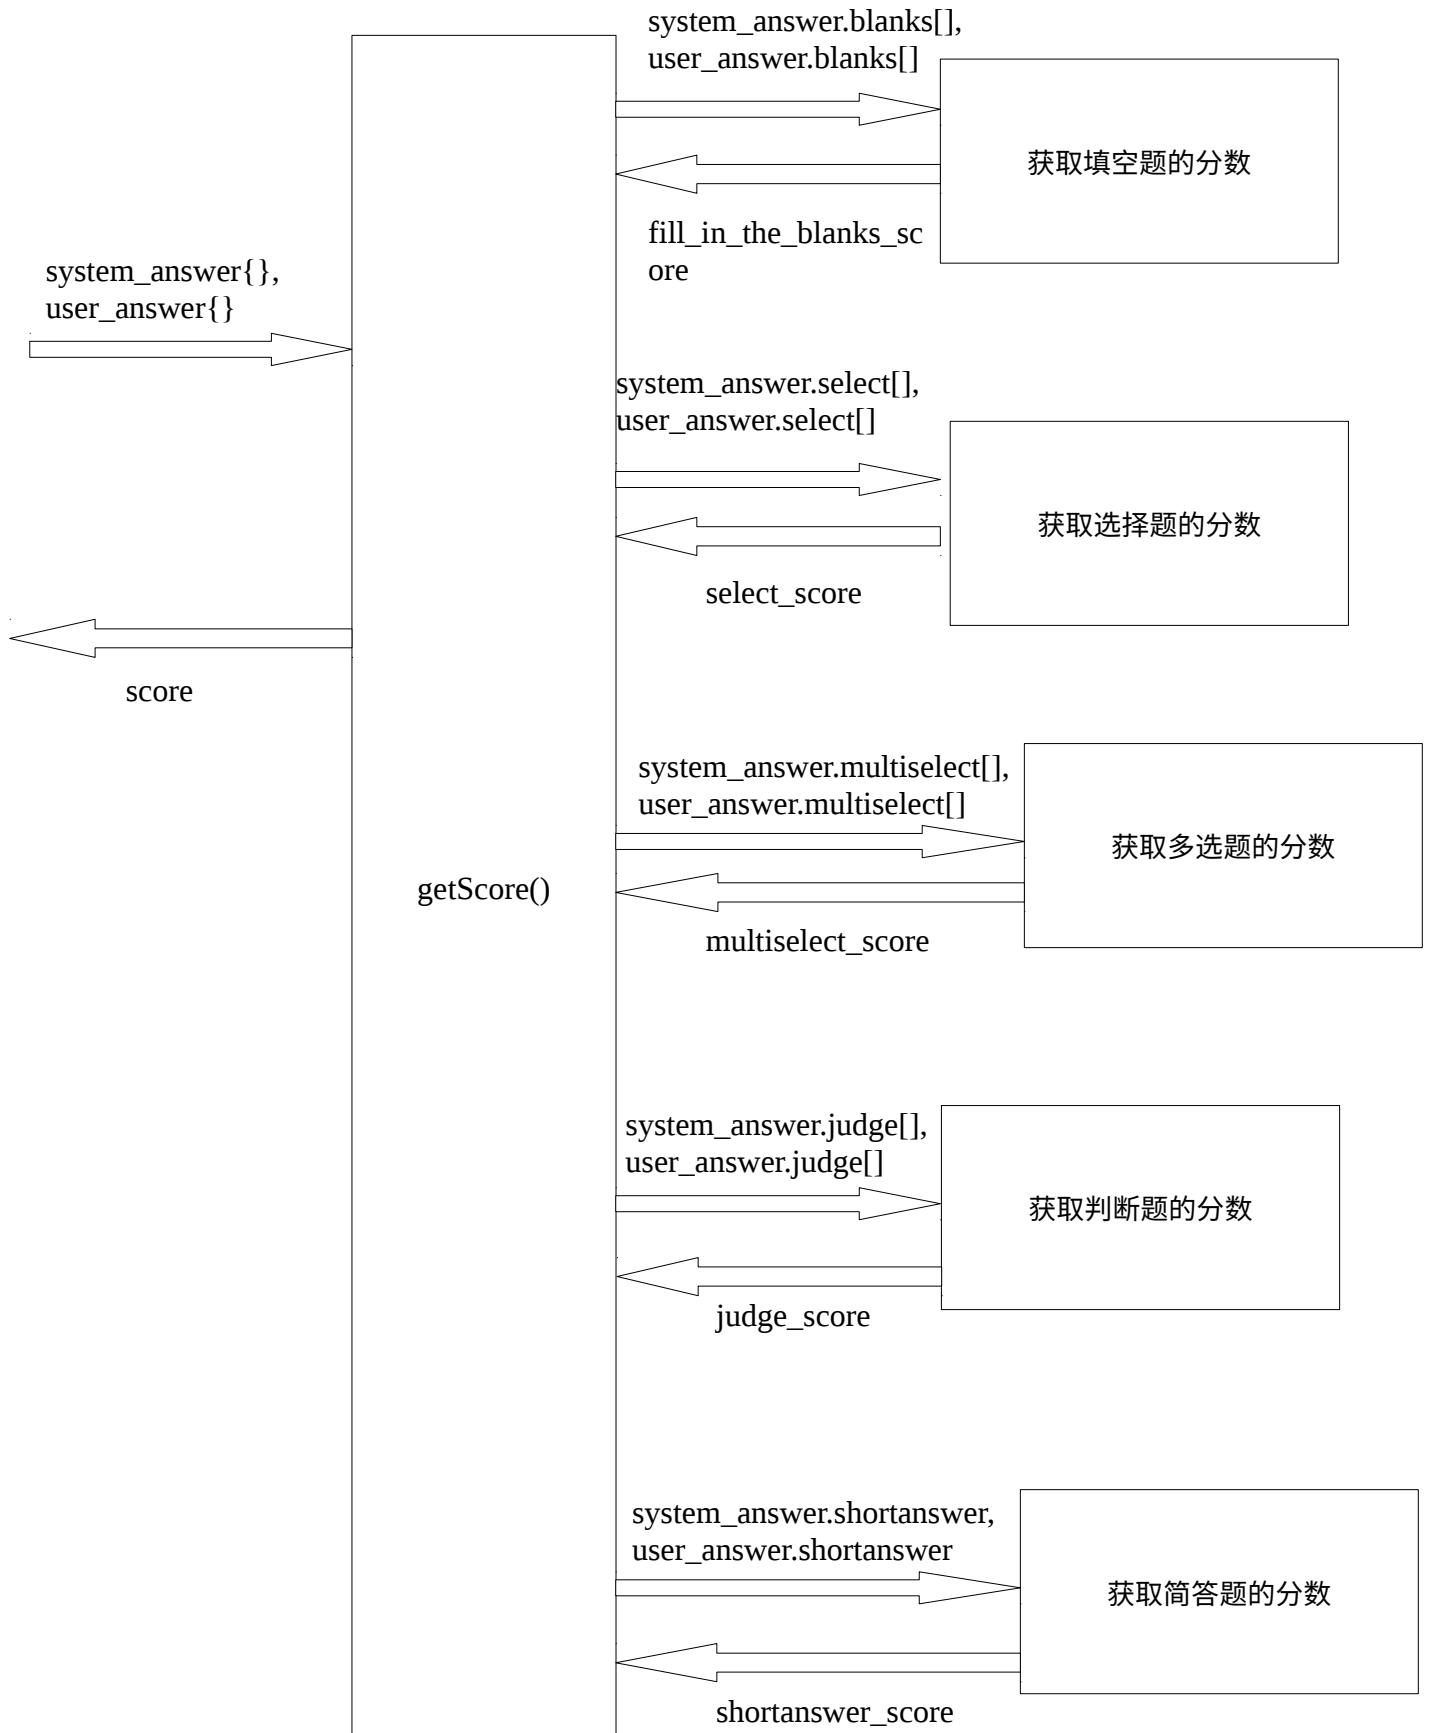 system_answer.blanks[],
user_answer.blanks[]
获取填空题的分数
fill_in_the_blanks_sc
ore
system_answer{},
user_answer{}
system_answer.select[],
user_answer.select[]
获取选择题的分数
select_score
score
system_answer.multiselect[],
user_answer.multiselect[]
获取多选题的分数
getScore()
multiselect_score
system_answer.judge[],
user_answer.judge[]
获取判断题的分数
judge_score
system_answer.shortanswer,
user_answer.shortanswer
获取简答题的分数
shortanswer_score